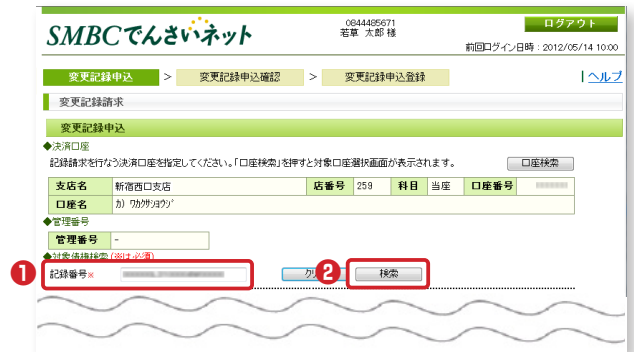 SMBCでんさいネット
0844485671
若草 太郎 様
ログアウト
前回ログイン日時：2012/05/14 10:00
変更記録申込 > 変更記録申込確認 > 変更記録申込登録
ヘルプ
変更記録請求
変更記録申込
◆決済口座
記録請求を行なう決済口座を指定してください。「口座検索」を押すと対象口座選択画面が表示されます。
口座検索
支店名 新宿西口支店 店番号 259 科目 当座 口座番号
口座名 カ）ワカクサショウジ
◆管理番号
管理番号 -
◆対象債権検索(※は必須)
1 記録番号※
2 検索